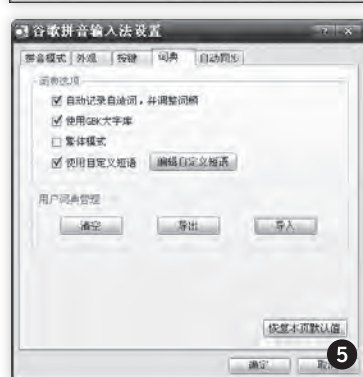 谷歌拼音输入法设置
拼音模式 外观 按键 词典 自动同步
词典选项
自动记录自造词，并调整词频
使用GBK大字库
繁体模式
使用自定义短语 编辑自定义短语
用户词典管理
清空 导出 导入
恢复本页默认值
确定 取消
5